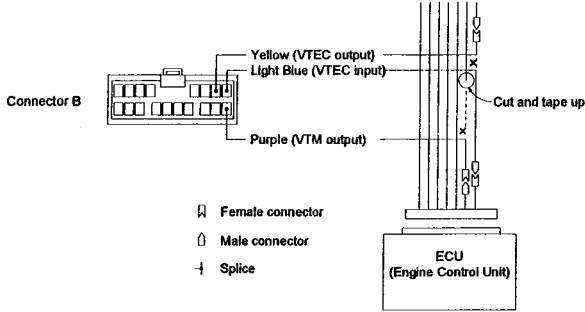 Yellow (VTEC output)
Light Blue (VTEC input)
Connector B
Cut and tape up
Purple (VTM output)
Female connector
Male connector
Splice
ECU
(Engine Control Unit)